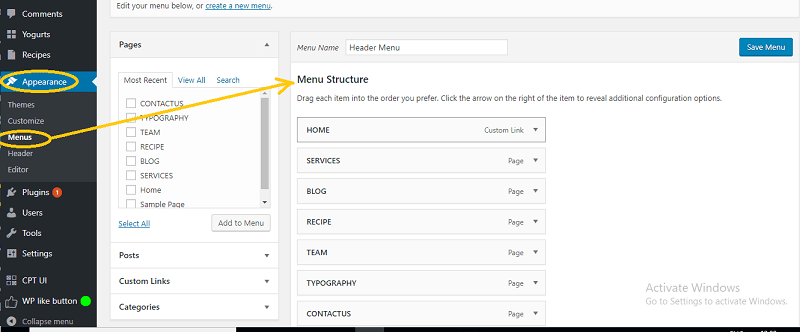 Comments
Yogurts
Recipes
Appearance
Themes
Customize
Menus
Header
Editor
Plugins 1
Users
Tools
Settings
CPT UI
WP like button
Collapse menu
Edit your menu below, or create a new menu.
Pages
Most Recent View All Search
CONTACTUS
TYPOGRAPHY
TEAM
RECIPE
BLOG
SERVICES
Home
Sample Page
Select All Add to Menu
Posts
Custom Links
Categories
Menu Name Header Menu Save Menu
Menu Structure
Drag each item into the order you prefer. Click the arrow on the right of the item to reveal additional configuration options.
HOME Custom Link
SERVICES Page
BLOG Page
RECIPE Page
TEAM Page
TYPOGRAPHY Page
CONTACTUS Page
Activate Windows
Go to Settings to activate Windows.